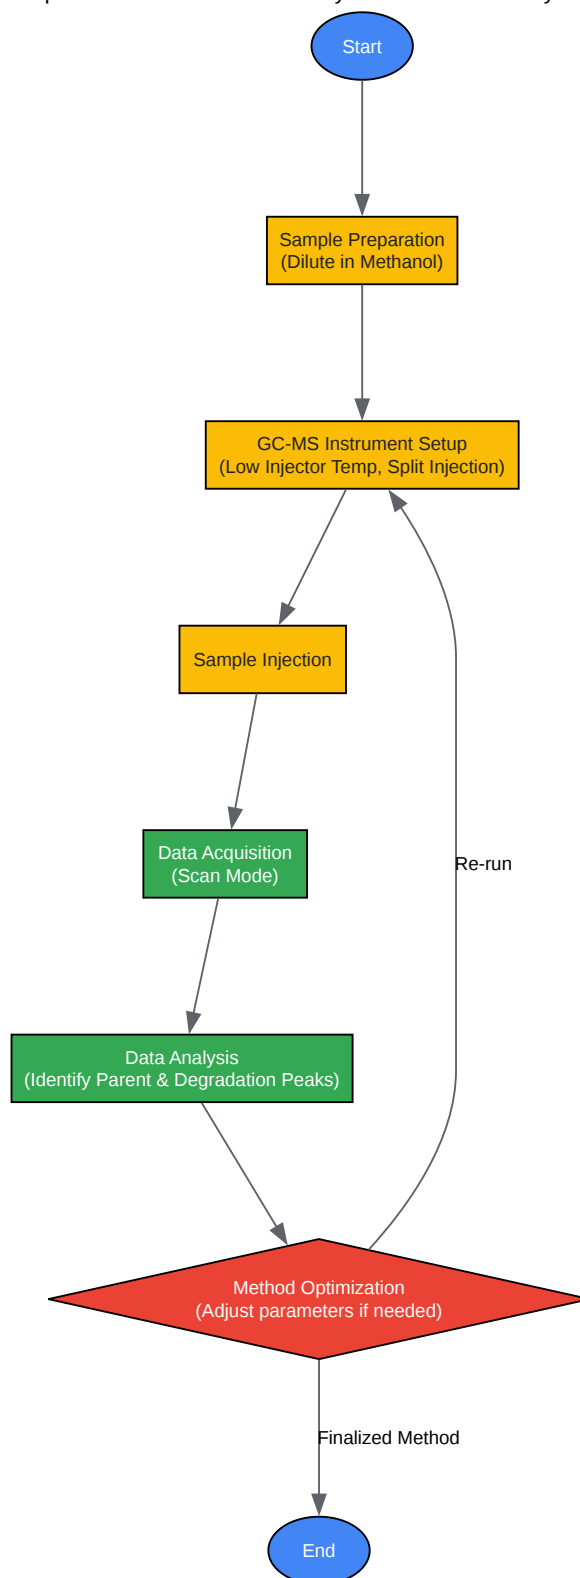 Start
Sample Preparation
(Dilute in Methanol)
GC-MS Instrument Setup
(Low Injector Temp, Split Injection)
Sample Injection
Data Acquisition
(Scan Mode)
Re-run
Data Analysis
(Identify Parent & Degradation Peaks)
Method Optimization
(Adjust parameters if needed)
Finalized Method
End